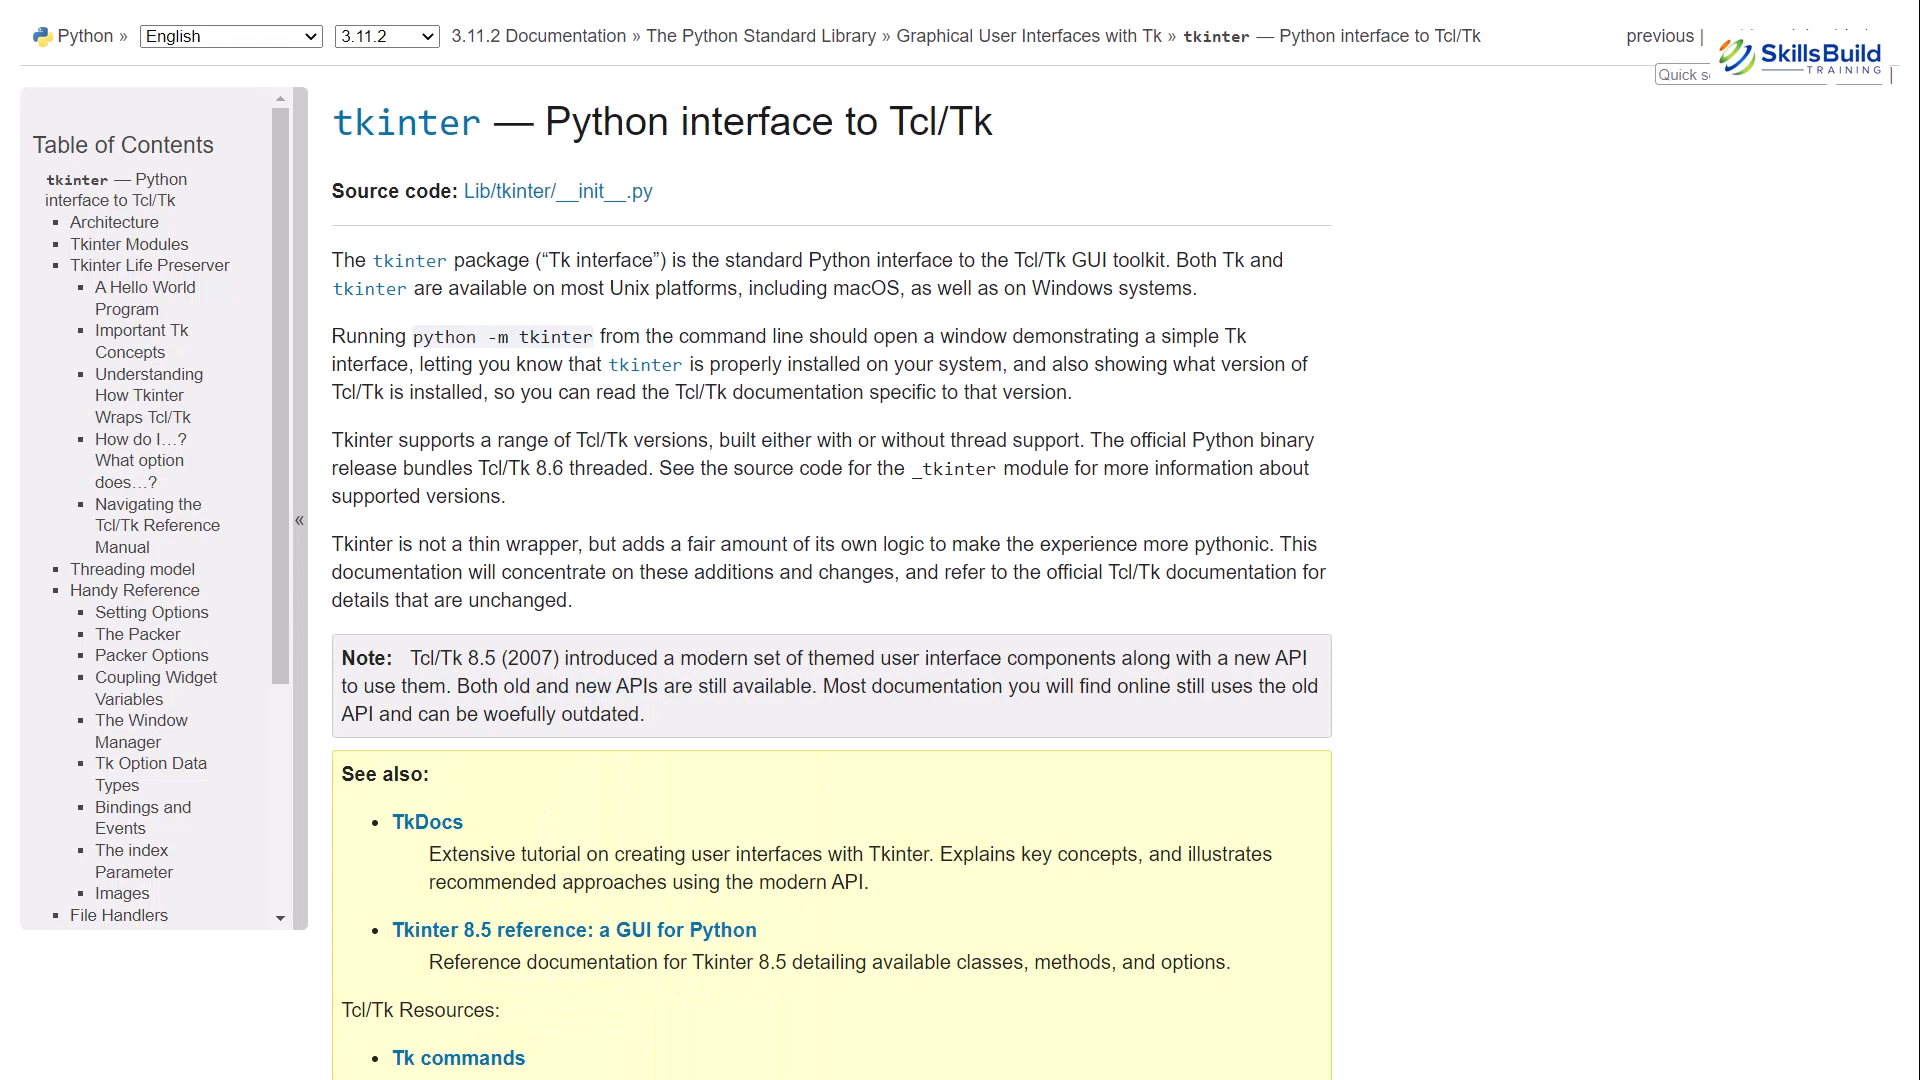 Python » English 3.11.2 3.11.2 Documentation » The Python Standard Library » Graphical User Interfaces with Tk » tkinter — Python interface to Tcl/Tk previous |
SkillsBuild
TRAINING
Quick |
Table of Contents
tkinter — Python
interface to Tcl/Tk
▪ Architecture
▪ Tkinter Modules
▪ Tkinter Life Preserver
▪ A Hello World
Program
▪ Important Tk
Concepts
▪ Understanding
How Tkinter
Wraps Tcl/Tk
▪ How do I…?
What option
does…?
▪ Navigating the
Tcl/Tk Reference
Manual
▪ Threading model
▪ Handy Reference
▪ Setting Options
▪ The Packer
▪ Packer Options
▪ Coupling Widget
Variables
▪ The Window
Manager
▪ Tk Option Data
Types
▪ Bindings and
Events
▪ The index
Parameter
▪ Images
▪ File Handlers
«
tkinter — Python interface to Tcl/Tk
Source code: Lib/tkinter/__init__.py
The tkinter package (“Tk interface”) is the standard Python interface to the Tcl/Tk GUI toolkit. Both Tk and
tkinter are available on most Unix platforms, including macOS, as well as on Windows systems.
Running python -m tkinter from the command line should open a window demonstrating a simple Tk
interface, letting you know that tkinter is properly installed on your system, and also showing what version of
Tcl/Tk is installed, so you can read the Tcl/Tk documentation specific to that version.
Tkinter supports a range of Tcl/Tk versions, built either with or without thread support. The official Python binary
release bundles Tcl/Tk 8.6 threaded. See the source code for the _tkinter module for more information about
supported versions.
Tkinter is not a thin wrapper, but adds a fair amount of its own logic to make the experience more pythonic. This
documentation will concentrate on these additions and changes, and refer to the official Tcl/Tk documentation for
details that are unchanged.
Note: Tcl/Tk 8.5 (2007) introduced a modern set of themed user interface components along with a new API
to use them. Both old and new APIs are still available. Most documentation you will find online still uses the old
API and can be woefully outdated.
See also:
• TkDocs
Extensive tutorial on creating user interfaces with Tkinter. Explains key concepts, and illustrates
recommended approaches using the modern API.
• Tkinter 8.5 reference: a GUI for Python
Reference documentation for Tkinter 8.5 detailing available classes, methods, and options.
Tcl/Tk Resources:
• Tk commands